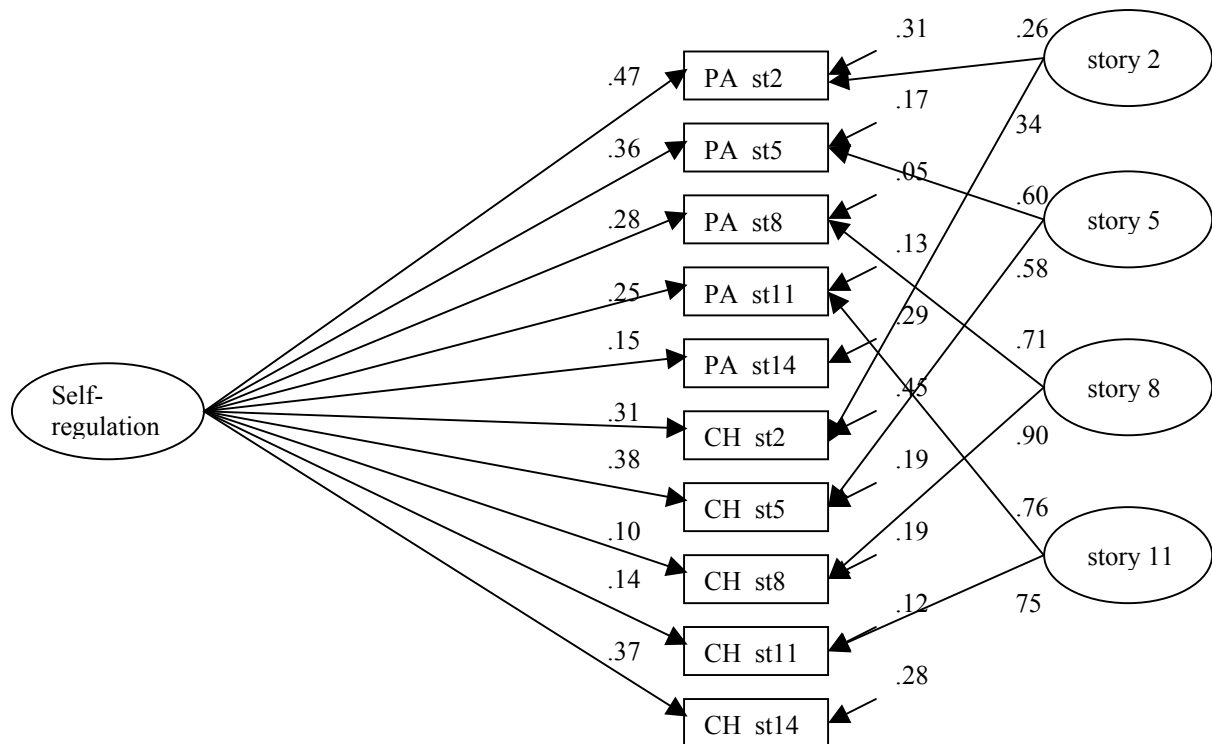 .31
.26
story 2
.47
PA st2
.17
34
.36
PA st5
.05
.60
story 5
.28
PA st8
.13
.58
.25
PA st11
.29
.71
.15
PA st14
story 8
Self-
regulation
.45
.31
CH st2
.90
.38
.19
CH st5
.76
.10
.19
story 11
CH st8
.14
.12
75
CH st11
.37
.28
CH st14